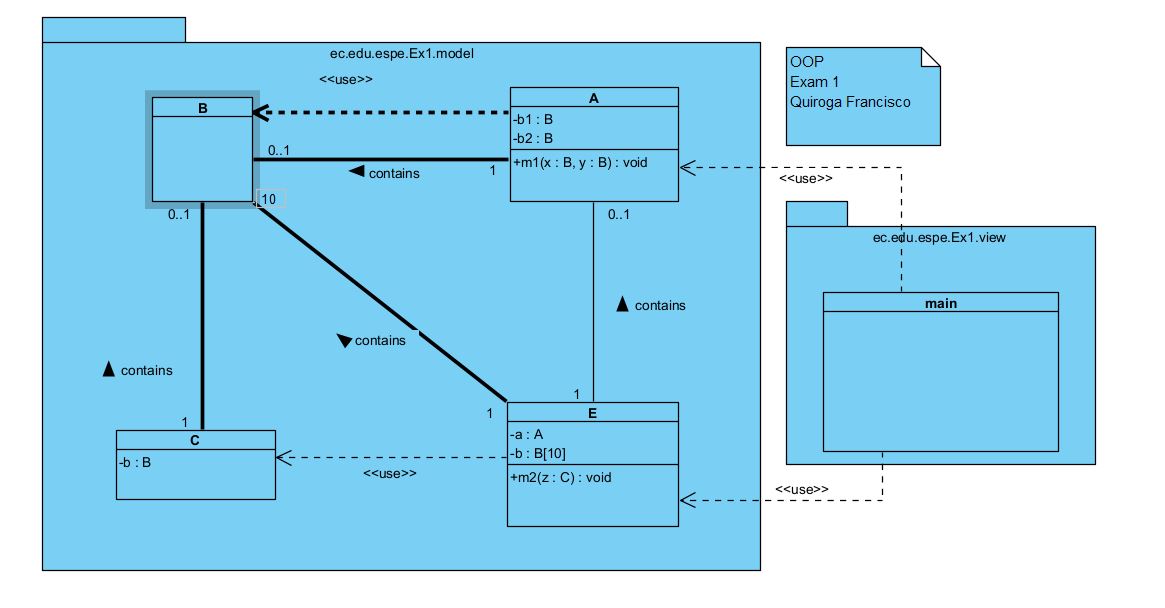 ec.edu.espe.Ex1.model
<<use>>
B
A
-b1 : B
-b2 : B
+m1(x : B, y : B) : void
0..1
contains
1
10
0..1
0..1
contains
contains
contains
1
1
1
C
-b : B
E
-a : A
-b : B[10]
+m2(z : C) : void
<<use>>
OOP
Exam 1
Quiroga Francisco
<<use>>
ec.edu.espe.Ex1.view
main
<<use>>